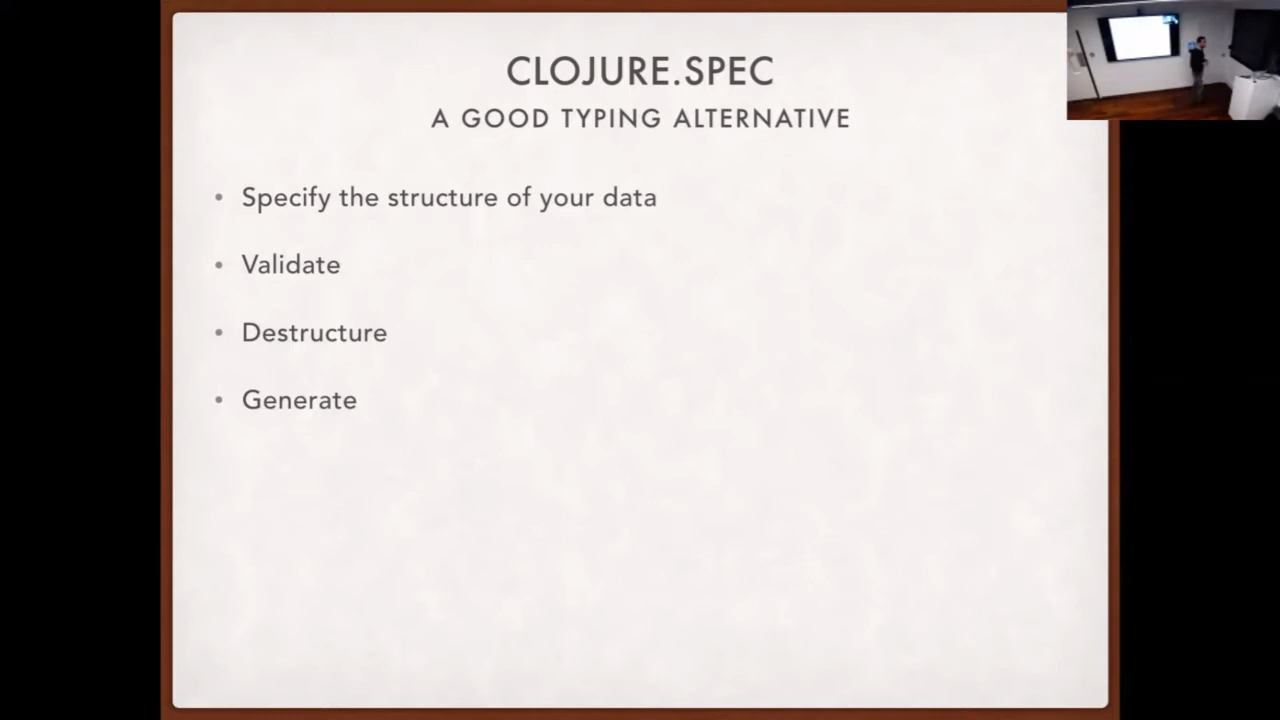 CLOJURE.SPEC
A GOOD TYPING ALTERNATIVE
• Specify the structure of your data
• Validate
• Destructure
• Generate